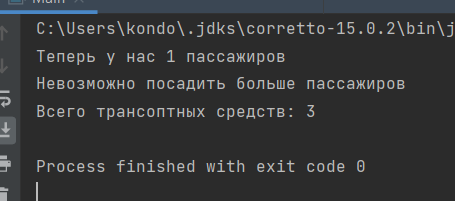 Main
C:\Users\kondo\.jdks\corretto-15.0.2\bin\j
Теперь у нас 1 пассажиров
Невозможно посадить больше пассажиров
Всего трансоптных средств: 3
Process finished with exit code 0